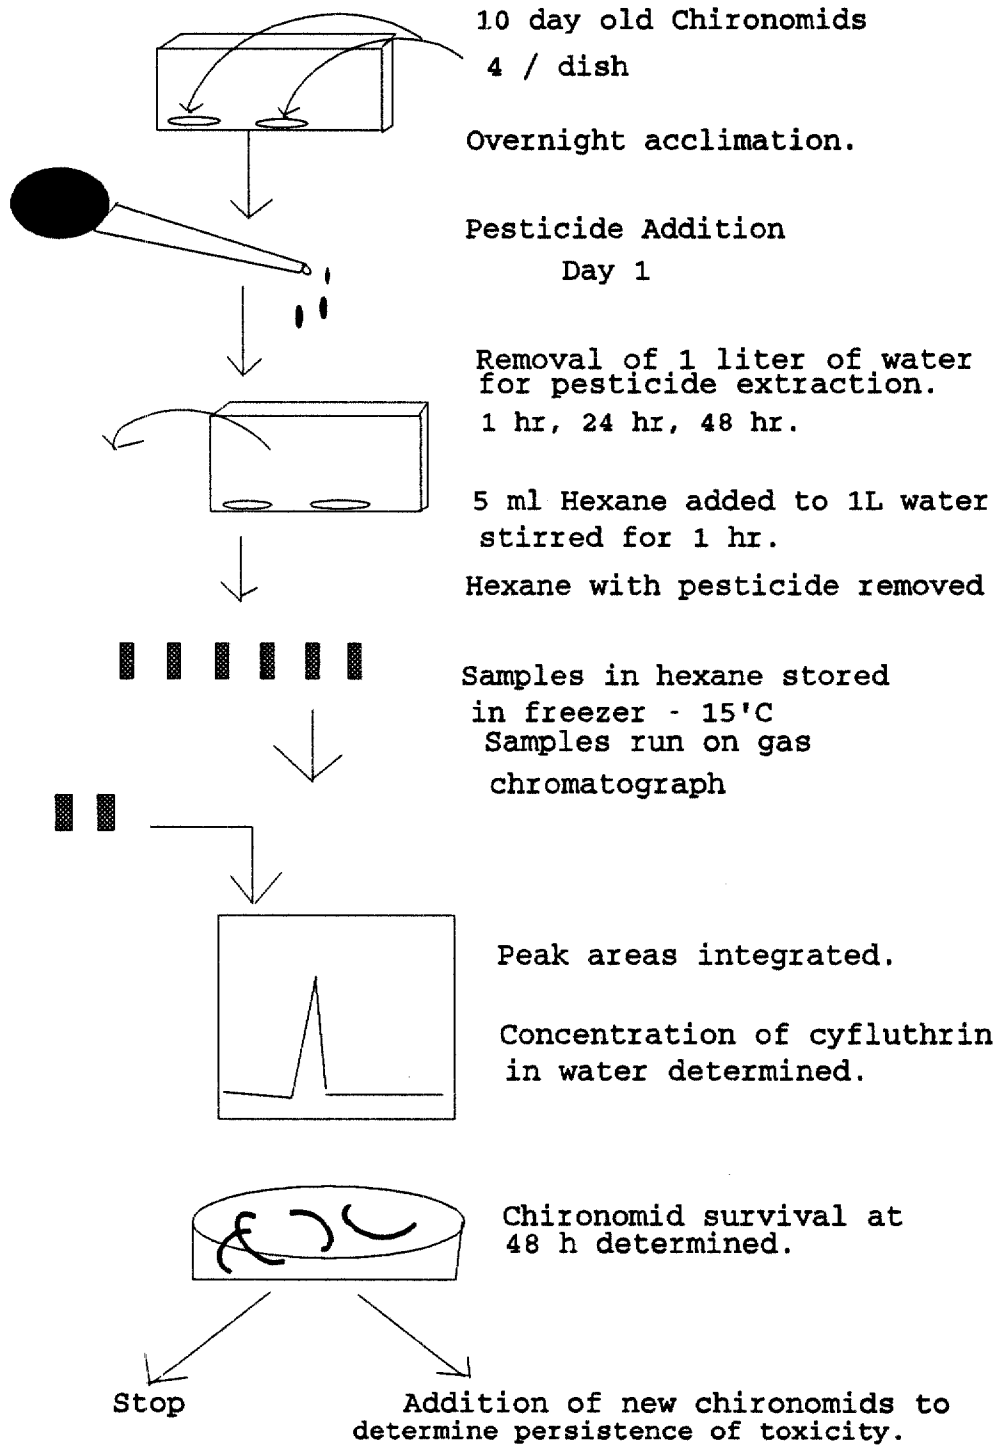 10 day old Chironomids
4 / dish
Overnight acclimation.
Pesticide Addition
Day 1
Removal of 1 liter of water
for pesticide extraction.
1 hr, 24 hr, 48 hr.
5 ml Hexane added to 1L water
stirred for 1 hr.
Hexane with pesticide removed
Samples in hexane stored
in freezer - 15'C
Samples run on gas
chromatograph
Peak areas integrated.
Concentration of cyfluthrin
in water determined.
Chironomid survival at
48 h determined.
Stop
Addition of new chironomids to
determine persistence of toxicity.